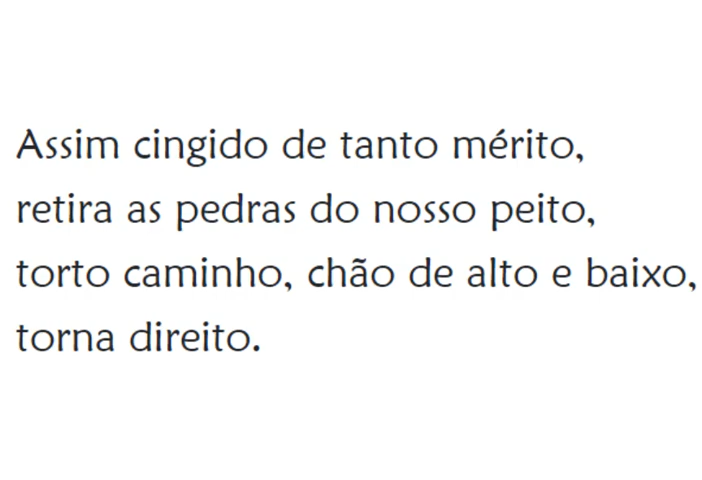 Assim cingido de tanto mérito,
retira as pedras do nosso peito,
torto caminho, chão de alto e baixo,
torna direito.